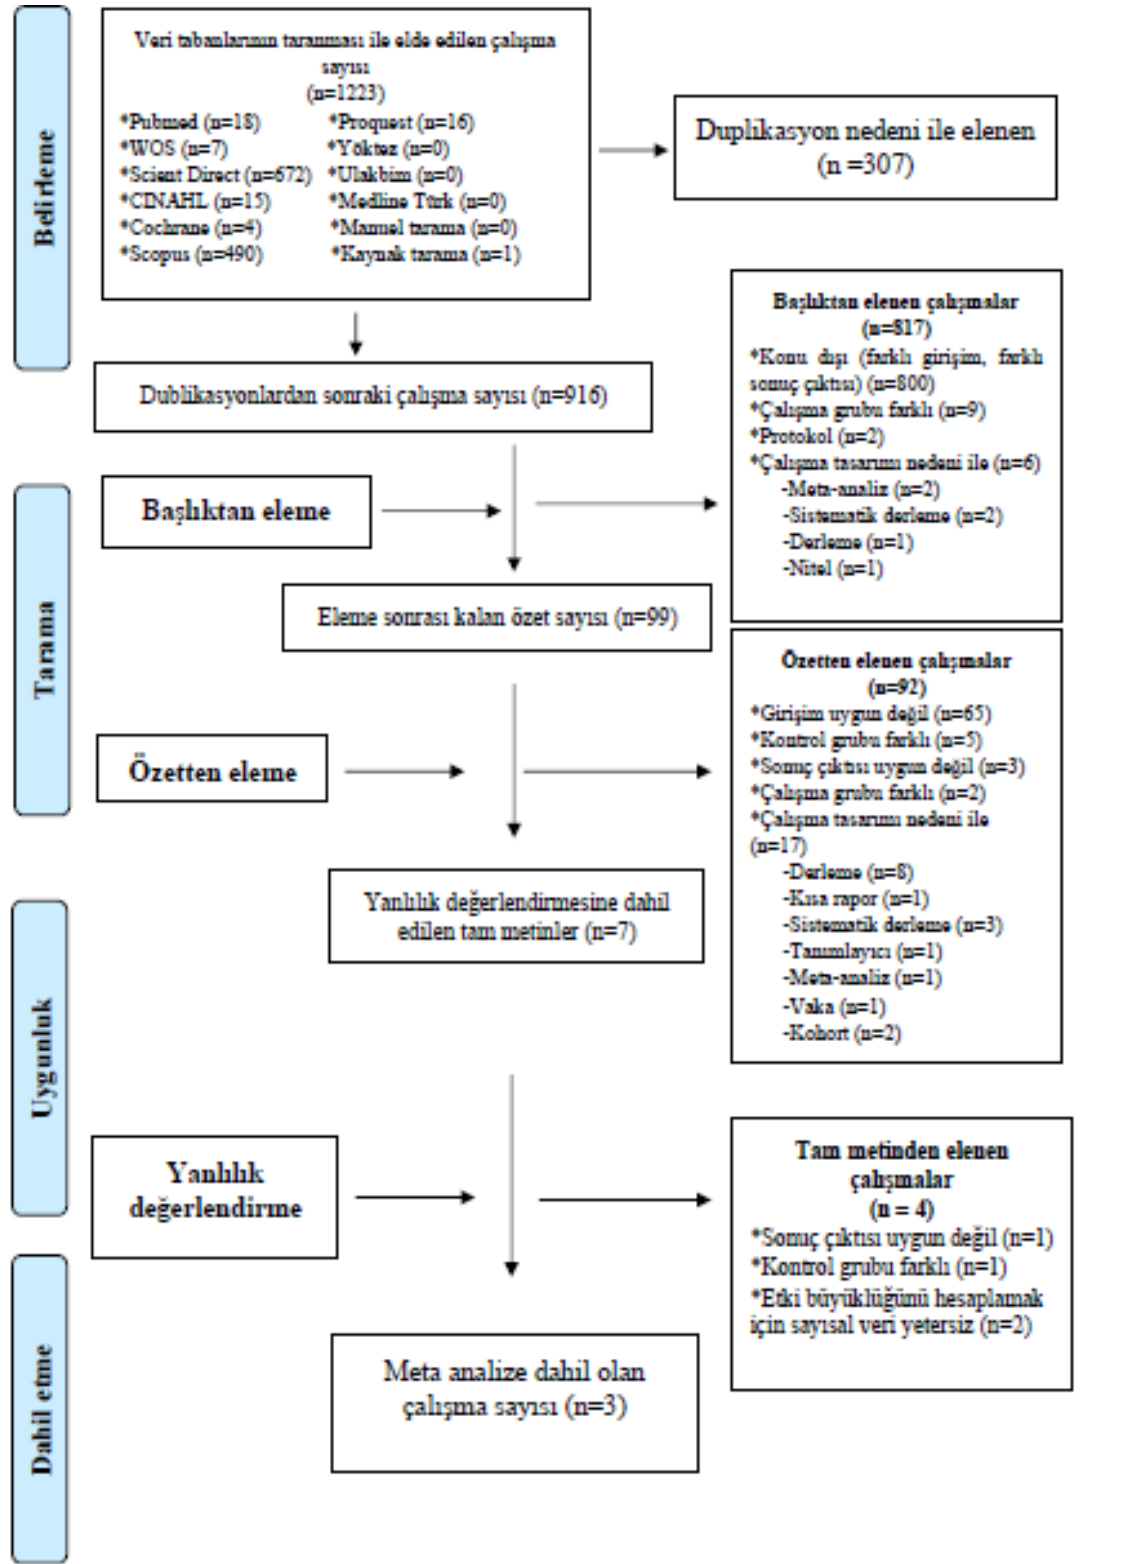 Belirleme
Veri tabanlarının taranması ile elde edilen çalışma
sayısı
(n=1223)
*Pubmed (n=18)
*WOS (n=7)
*Scient Direct (n=672)
*CINAHL (n=15)
*Cochrane (n=4)
*Scopus (n=490)
*Proquest (n=16)
*Yöktez (n=0)
*Ulakbim (n=0)
*Medline Türk (n=0)
*Manuel tarama (n=0)
*Kaynak tarama (n=1)
Duplikasyon nedeni ile elenen
(n =307)
Dublikasyonlardan sonraki çalışma sayısı (n=916)
Tarama
Başlıktan eleme
Başlıktan elenen çalışmalar
(n=817)
*Konu dışı (farklı girişim, farklı
sonuç çıktısı) (n=800)
*Çalışma grubu farklı (n=9)
*Protokol (n=2)
*Çalışma tasarımı nedeni ile (n=6)
-Meta-analiz (n=2)
-Sistematik derleme (n=2)
-Derleme (n=1)
-Nitel (n=1)
Eleme sonrası kalan özet sayısı (n=99)
Özetten eleme
Özetten elenen çalışmalar
(n=92)
*Girişim uygun değil (n=65)
*Kontrol grubu farklı (n=5)
*Sonuç çıktısı uygun değil (n=3)
*Çalışma grubu farklı (n=2)
*Çalışma tasarımı nedeni ile
(n=17)
-Derleme (n=8)
-Kısa rapor (n=1)
-Sistematik derleme (n=3)
-Tanımlayıcı (n=1)
-Meta-analiz (n=1)
-Vaka (n=1)
-Kohort (n=2)
Uygunluk
Yanlılık değerlendirmesine dahil
edilen tam metinler (n=7)
Yanlılık
değerlendirme
Tam metinden elenen
çalışmalar
(n = 4)
*Sonuç çıktısı uygun değil (n=1)
*Kontrol grubu farklı (n=1)
*Etki büyüklüğünü hesaplamak
için sayısal veri yetersiz (n=2)
Dahil etme
Meta analize dahil olan
çalışma sayısı (n=3)